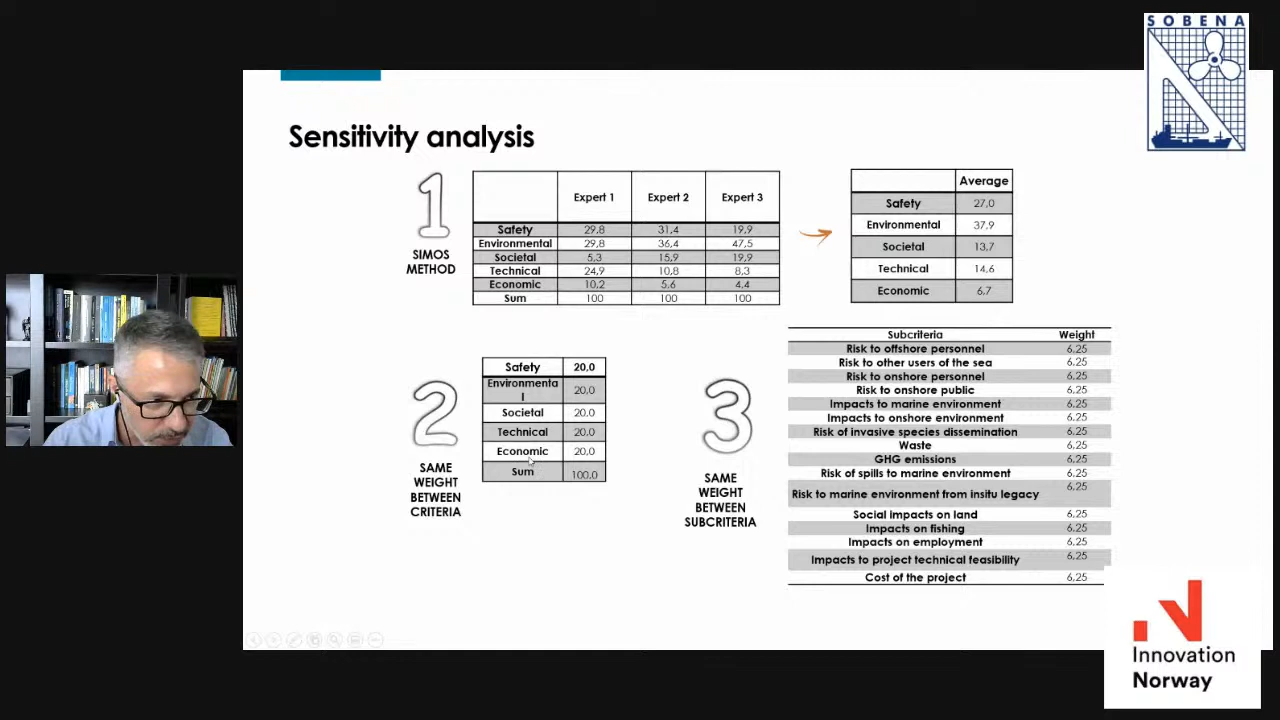 SOBENA
Sensitivity analysis
1
SIMOS
METHOD
Expert 1 Expert 2 Expert 3
Safety 29,8 31,4 19,9
Environmental 29,8 36,4 47,5
Societal 5,3 15,9 19,9
Technical 24,9 10,8 8,3
Economic 10,2 5,6 4,4
Sum 100 100 100
Average
Safety 27,0
Environmental 37,9
Societal 13,7
Technical 14,6
Economic 6,7
2
SAME
WEIGHT
BETWEEN
CRITERIA
Safety 20,0
Environmenta
l 20,0
Societal 20,0
Technical 20,0
Economic 20,0
Sum 100,0
3
SAME
WEIGHT
BETWEEN
SUBCRITERIA
Subcriteria Weight
Risk to offshore personnel 6,25
Risk to other users of the sea 6,25
Risk to onshore personnel 6,25
Risk to onshore public 6,25
Impacts to marine environment 6,25
Impacts to onshore environment 6,25
Risk of invasive species dissemination 6,25
Waste 6,25
GHG emissions 6,25
Risk of spills to marine environment 6,25
Risk to marine environment from insitu legacy 6,25
Social impacts on land 6,25
Impacts on fishing 6,25
Impacts on employment 6,25
Impacts to project technical feasibility 6,25
Cost of the project 6,25
Innovation
Norway